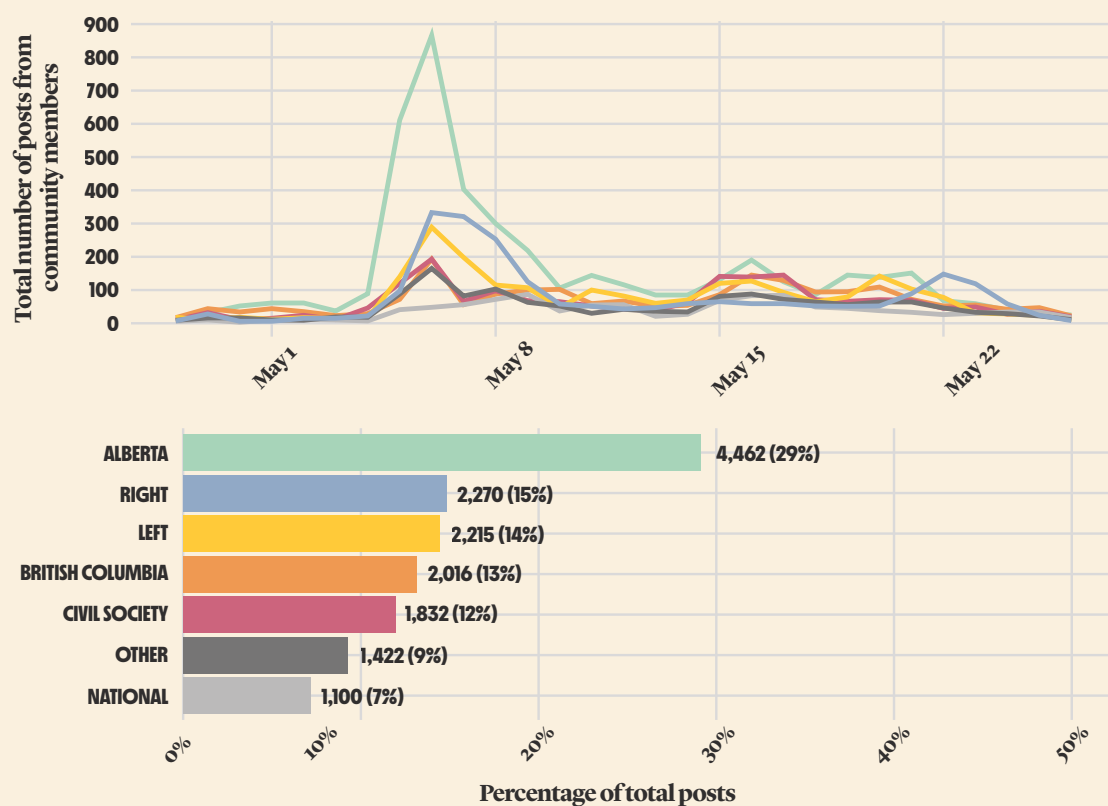 Total number of posts from
community members
900
800
700
600
500
400
300
200
100
0
May 1
May 8
May 15
May 22
ALBERTA
4,462 (29%)
RIGHT
2,270 (15%)
LEFT
2,215 (14%)
BRITISH COLUMBIA
2,016 (13%)
CIVIL SOCIETY
1,832 (12%)
OTHER
1,422 (9%)
NATIONAL
1,100 (7%)
0%
10%
20%
30%
40%
50%
Percentage of total posts